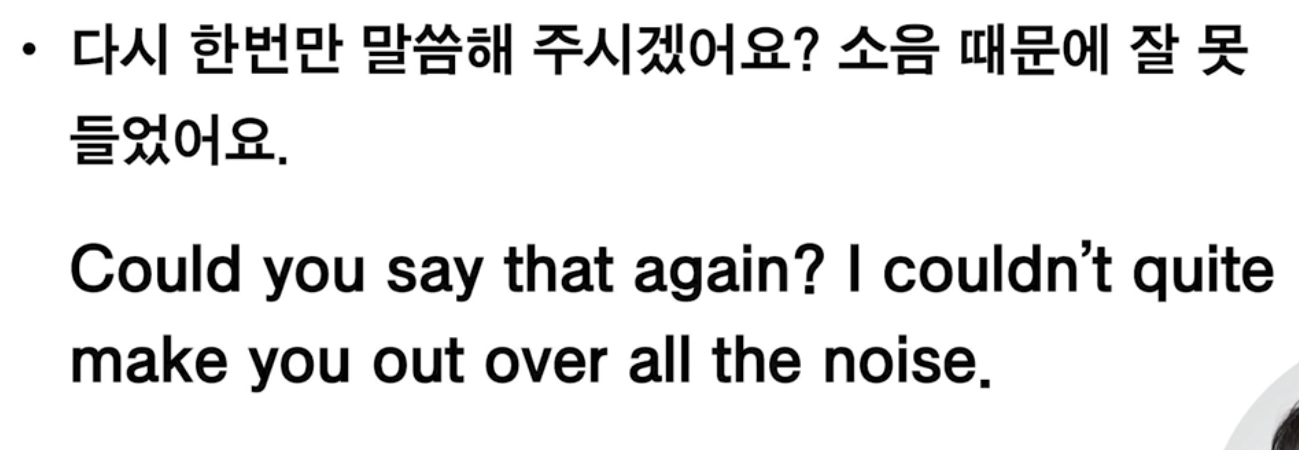 • 다시 한번만 말씀해 주시겠어요? 소음 때문에 잘 못
들었어요.
Could you say that again? I couldn’t quite
make you out over all the noise.